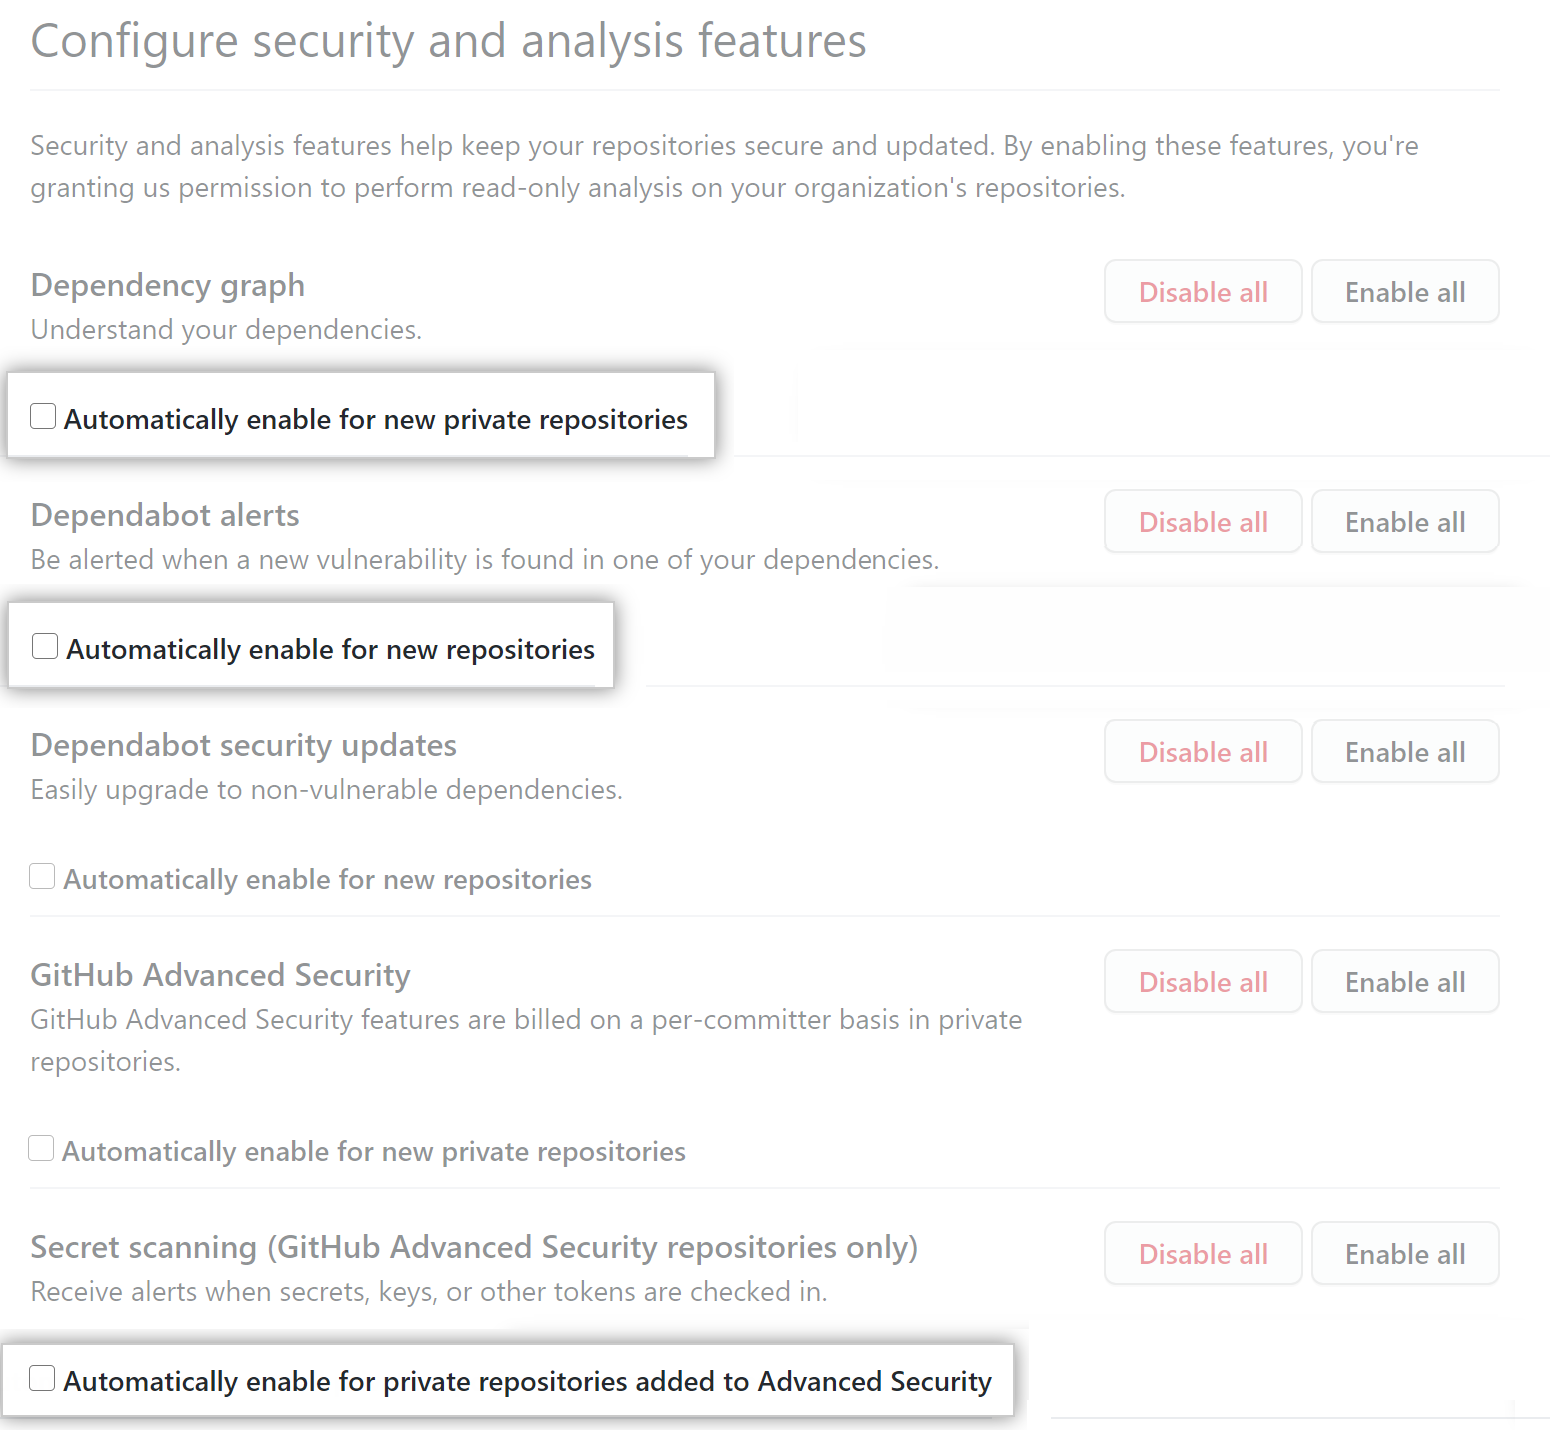 Configure security and analysis features
Security and analysis features help keep your repositories secure and updated. By enabling these features, you're
granting us permission to perform read-only analysis on your organization's repositories.
Dependency graph
Disable all
Enable all
Understand your dependencies.
Automatically enable for new private repositories
Dependabot alerts
Disable all
Enable all
Be alerted when a new vulnerability is found in one of your dependencies.
Automatically enable for new repositories
Dependabot security updates
Disable all
Enable all
Easily upgrade to non-vulnerable dependencies.
Automatically enable for new repositories
GitHub Advanced Security
Disable all
Enable all
GitHub Advanced Security features are billed on a per-committer basis in private
repositories.
Automatically enable for new private repositories
Secret scanning (GitHub Advanced Security repositories only)
Disable all
Enable all
Receive alerts when secrets, keys, or other tokens are checked in.
Automatically enable for private repositories added to Advanced Security